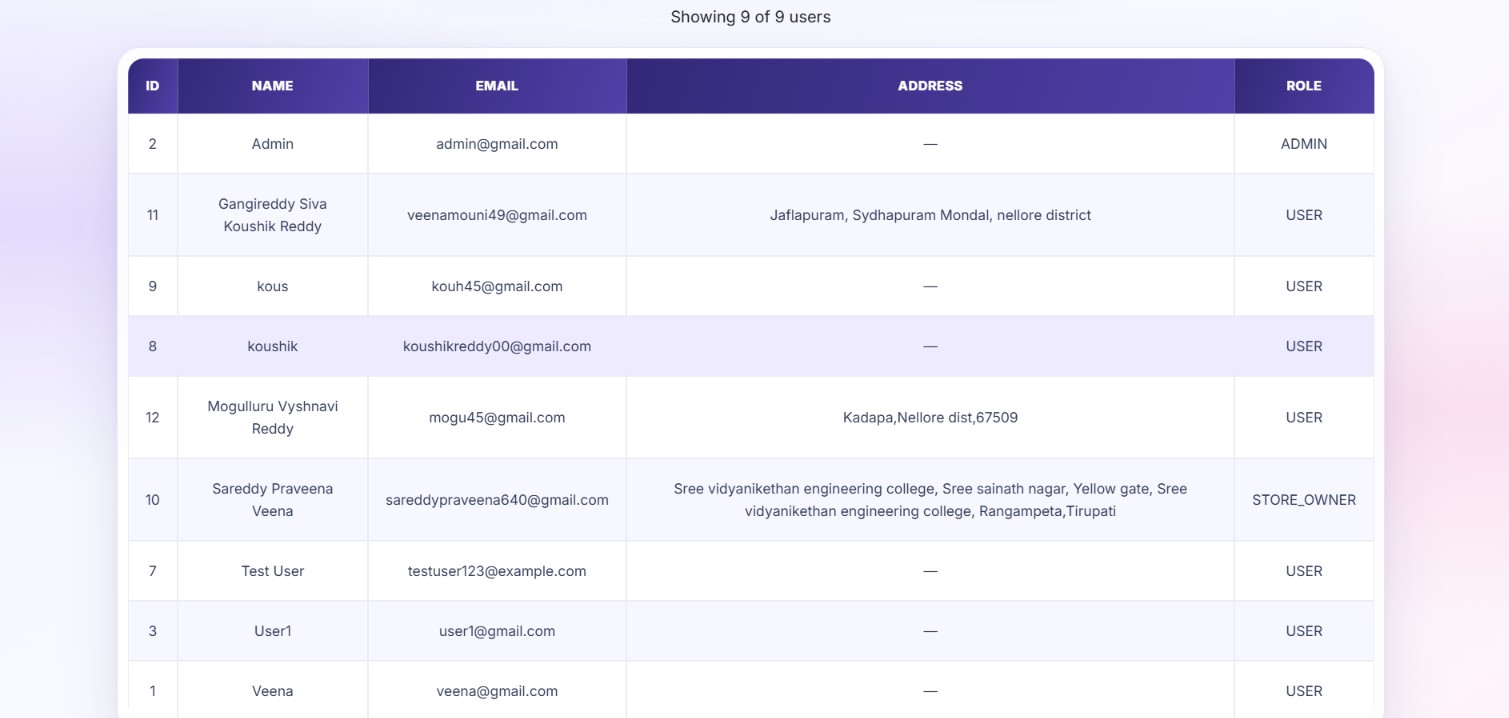 Showing 9 of 9 users
ID NAME EMAIL ADDRESS ROLE
2 Admin admin@gmail.com — ADMIN
Gangireddy Siva
11 veenamouni49@gmail.com Jaflapuram, Sydhapuram Mondal, nellore district USER
Koushik Reddy
9 kous kouh45@gmail.com — USER
8 koushik koushikreddy00@gmail.com — USER
Mogulluru Vyshnavi
12 mogu45@gmail.com Kadapa,Nellore dist,67509 USER
Reddy
Sareddy Praveena Sree vidyanikethan engineering college, Sree sainath nagar, Yellow gate, Sree
10 sareddypraveena640@gmail.com STORE_OWNER
Veena vidyanikethan engineering college, Rangampeta,Tirupati
7 Test User testuser123@example.com — USER
3 User1 user1@gmail.com — USER
1 Veena veena@gmail.com — USER